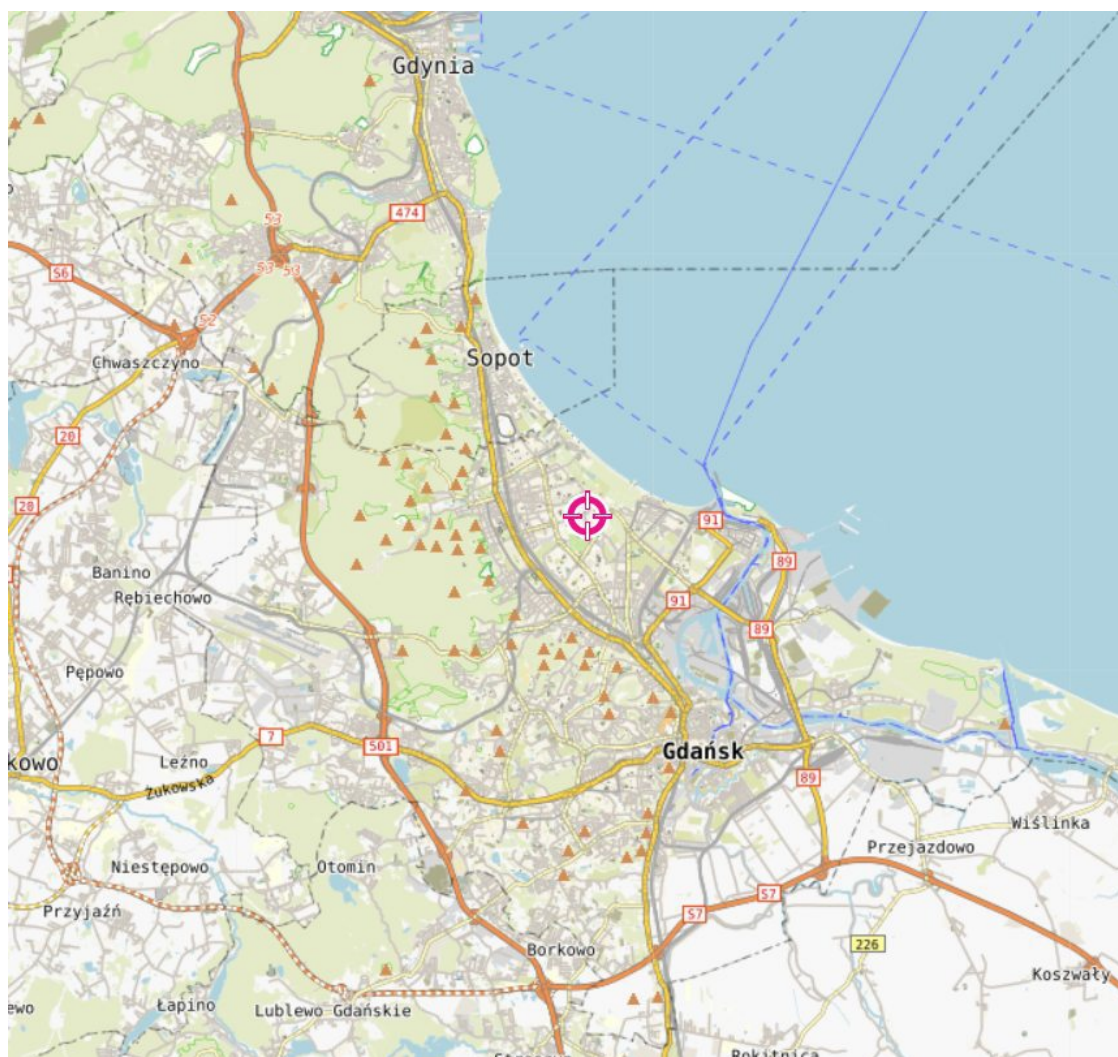 Gdynia
474
53
53
53
S6
52
Chwaszczyno
Sopot
20
20
91
89
Banino
Rębiechowo
91
89
Pępowo
7
501
Gdańsk
kowo
Leźno
89
Żukowska
Wiślinka
Niestępowo
Otomin
Przejazdowo
S7
Przyjaźń
S7
226
Borkowo
Koszwały
ewo
Łapino
Lublewo Gdańskie
Rokitnica